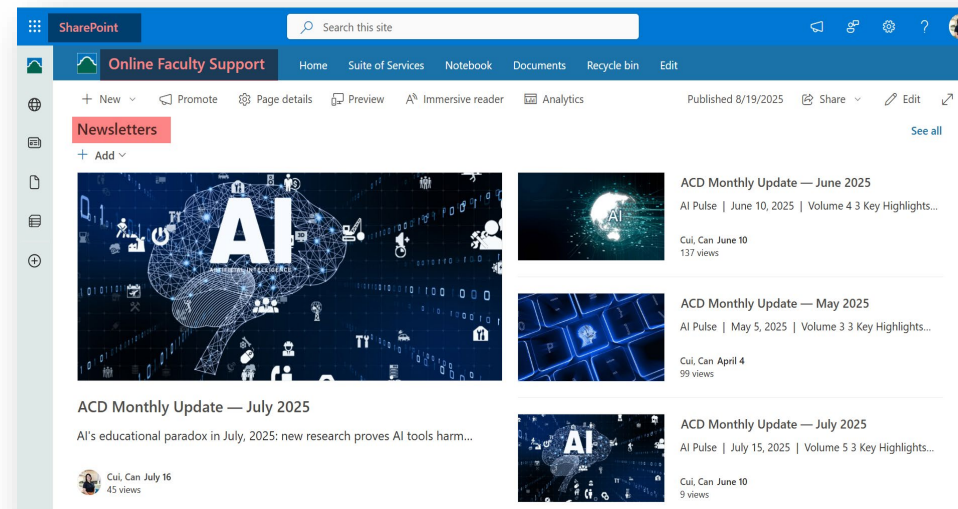 SharePoint
Search this site
Online Faculty Support
Home Suite of Services Notebook Documents Recycle bin Edit
New Promote Page details Preview Immersive reader Analytics Published 8/19/2025 Share Edit
Newsletters
See all
Add
AI
ARTIFICIAL INTELLIGENCE
ACD Monthly Update — July 2025
AI's educational paradox in July, 2025: new research proves AI tools harm...
Cui, Can July 16
45 views
AI
ACD Monthly Update — June 2025
AI Pulse | June 10, 2025 | Volume 4 3 Key Highlights...
Cui, Can June 10
137 views
ACD Monthly Update — May 2025
AI Pulse | May 5, 2025 | Volume 3 3 Key Highlights...
Cui, Can April 4
99 views
AI
ACD Monthly Update — July 2025
AI Pulse | July 15, 2025 | Volume 5 3 Key Highlights...
Cui, Can June 10
9 views